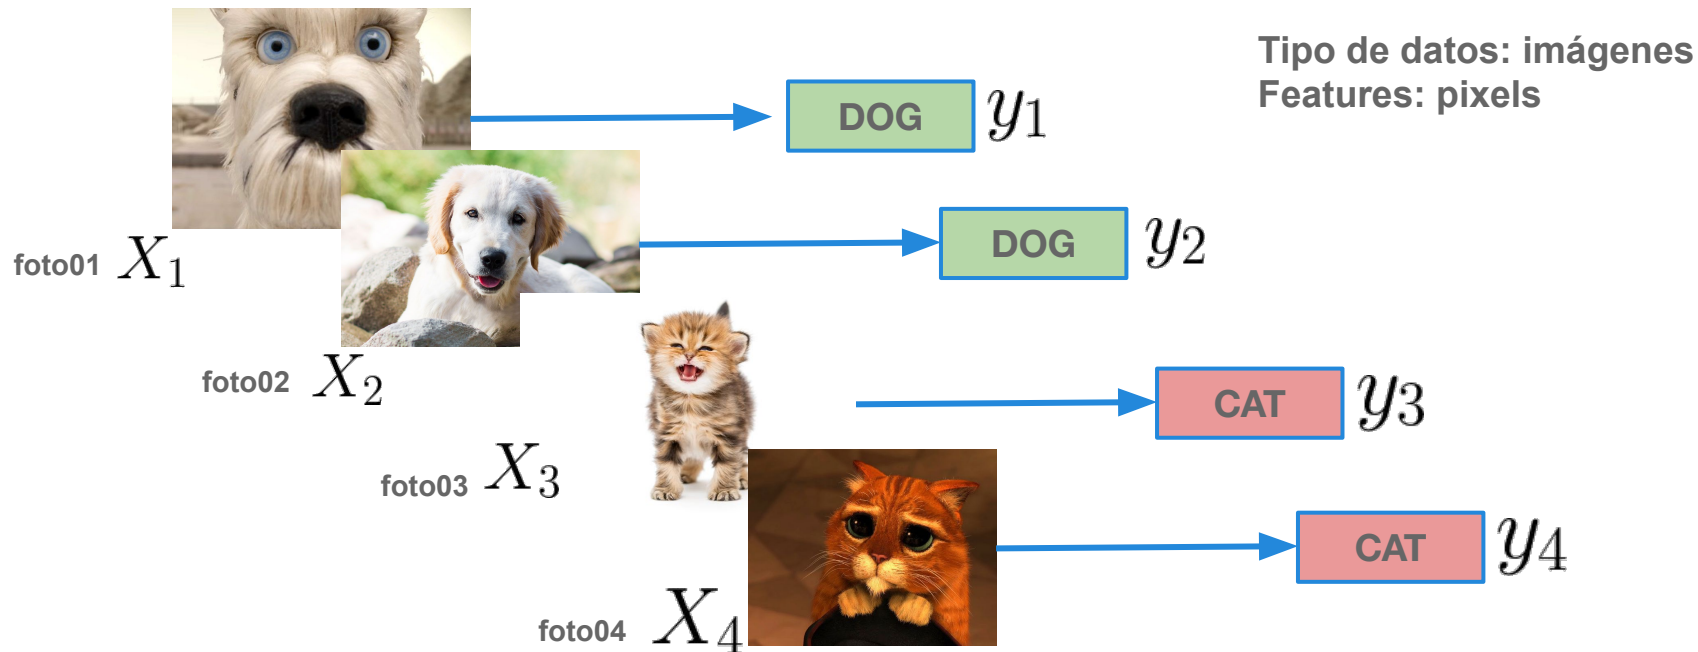 Tipo de datos: imágenes
Features: pixels
DOG y₁
foto01 X₁
DOG y₂
foto02 X₂
CAT y₃
foto03 X₃
CAT y₄
foto04 X₄